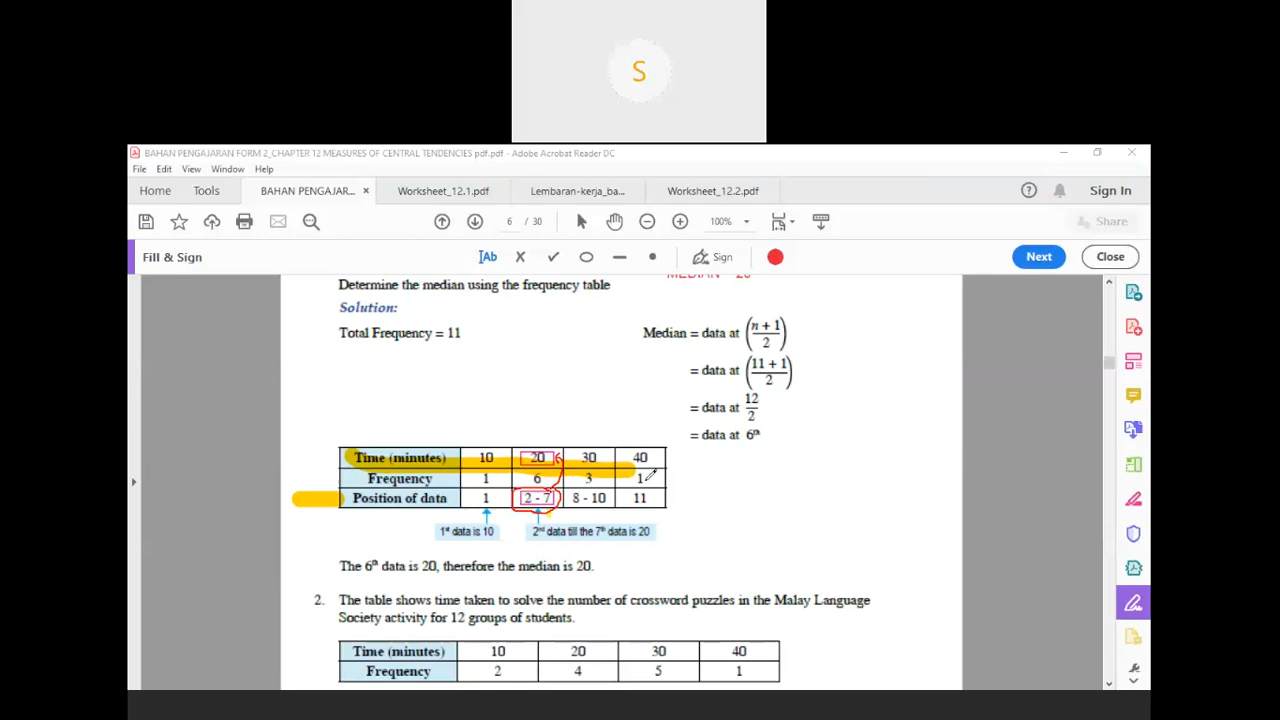 S
BAHAN PENGAJARAN FORM 2_CHAPTER 12 MEASURES OF CENTRAL TENDENCIES pdf.pdf - Adobe Acrobat Reader DC
File Edit View Window Help
Home Tools BAHAN PENGAJAR... × Worksheet_12.1.pdf Lembaran-kerja_ba... Worksheet_12.2.pdf Sign In
6 / 30 100% Share
Fill & Sign Ab Sign Next Close
MEDIAN = 20
Determine the median using the frequency table
Solution:
Total Frequency = 11
Median = data at (n + 1 / 2)
= data at (11 + 1 / 2)
= data at 12 / 2
= data at 6th
Time (minutes) 10 20 30 40
Frequency 1 6 3 1
Position of data 1 2 - 7 8 - 10 11
1st data is 10 2nd data till the 7th data is 20
The 6th data is 20, therefore the median is 20.
2. The table shows time taken to solve the number of crossword puzzles in the Malay Language
Society activity for 12 groups of students.
Time (minutes) 10 20 30 40
Frequency 2 4 5 1